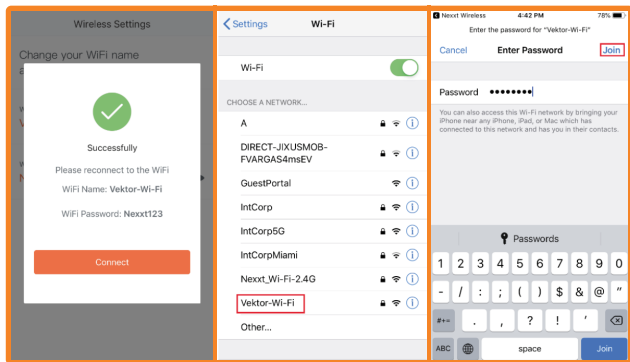 Wireless Settings
Change your WiFi name
Successfully
Please reconnect to the WiFi
WiFi Name: Vektor-Wi-Fi
WiFi Password: Nexxt123
Connect
Settings
Wi-Fi
Wi-Fi
CHOOSE A NETWORK...
A
DIRECT-JIXUSMOB-
FVARGAS4msEV
GuestPortal
IntCorp
IntCorp5G
IntCorpMiami
Nexxt_Wi-Fi-2.4G
Vektor-Wi-Fi
Other...
Nexxt Wireless 4:42 PM 78%
Enter the password for "Vektor-Wi-Fi"
Cancel Enter Password Join
Password ••••••••
You can also access this Wi-Fi network by bringing your
iPhone near any iPhone, iPad, or Mac which has
connected to this network and has you in their contacts.
Passwords
1 2 3 4 5 6 7 8 9 0
- / : ; ( ) $ & @ "
#+= . , ? ! '
ABC space Join